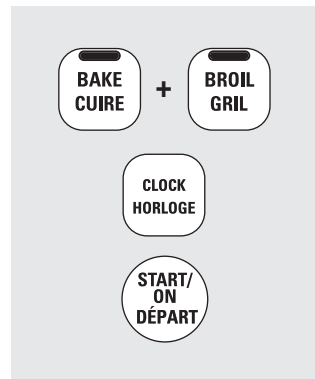 BAKE
CUIRE
+
BROIL
GRIL
CLOCK
HORLOGE
START/
ON
DÉPART